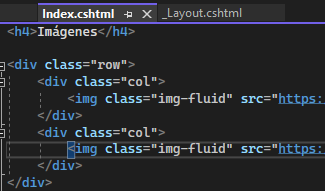 Index.cshtml _Layout.cshtml
<h4>Imágenes</h4>
<div class="row">
<div class="col">
<img class="img-fluid" src="https:
</div>
<div class="col">
<img class="img-fluid" src="https:
</div>
</div>